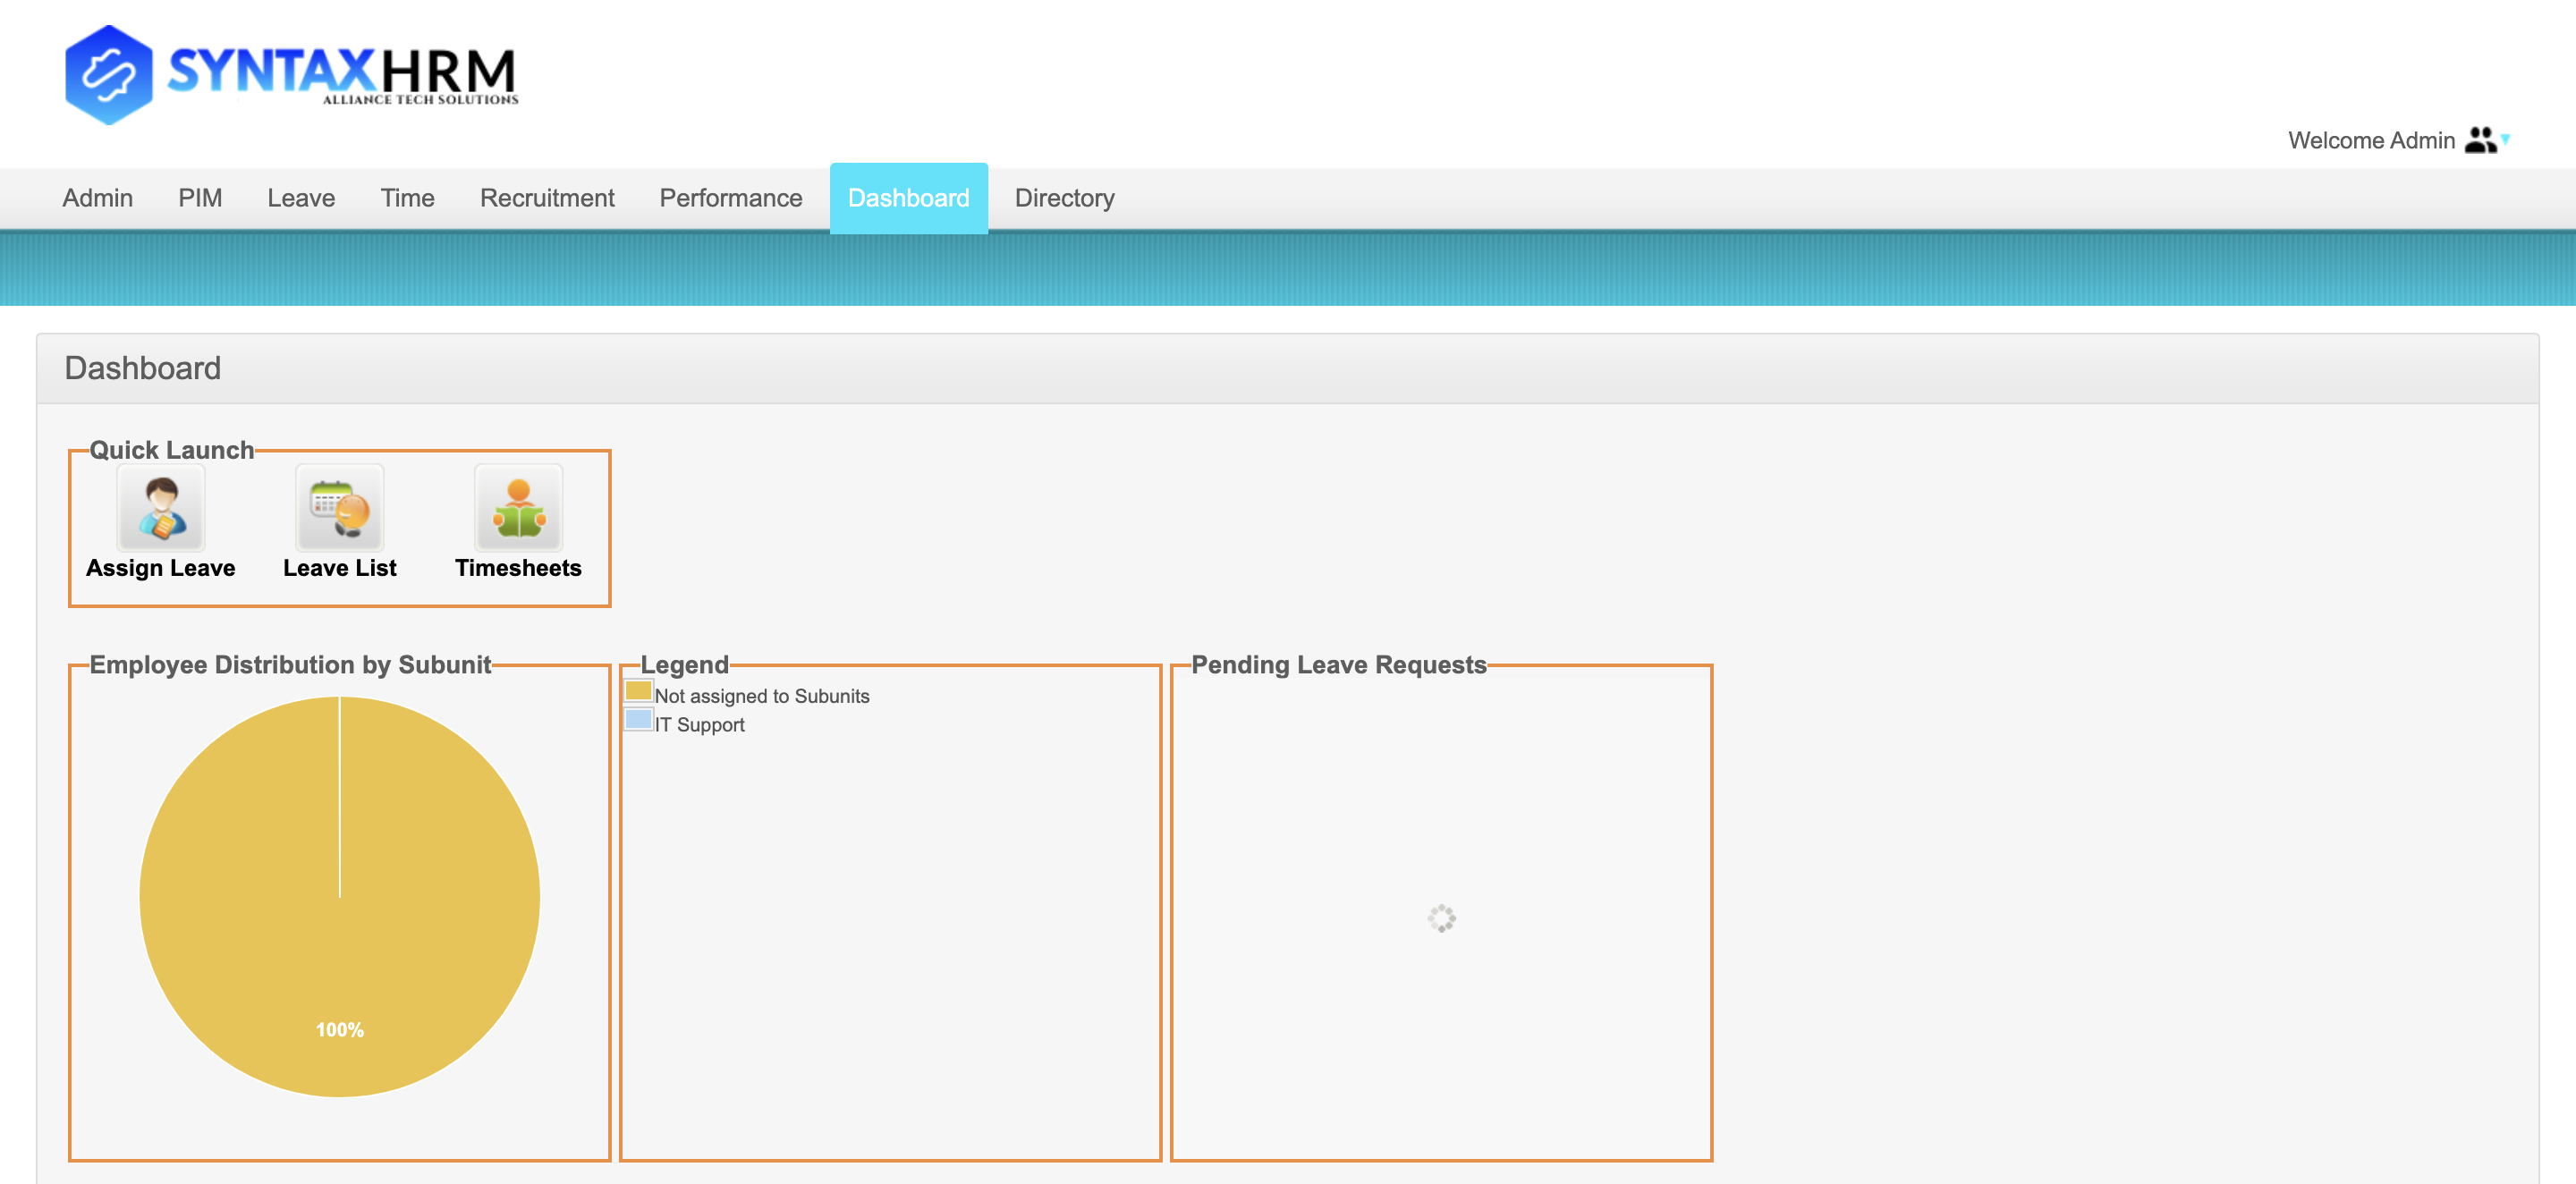 SYNTAXHRM
ALLIANCE TECH SOLUTIONS
Welcome Admin
Admin PIM Leave Time Recruitment Performance Dashboard Directory
Dashboard
Quick Launch
Assign Leave Leave List Timesheets
Employee Distribution by Subunit
100%
Legend
Not assigned to Subunits
IT Support
Pending Leave Requests